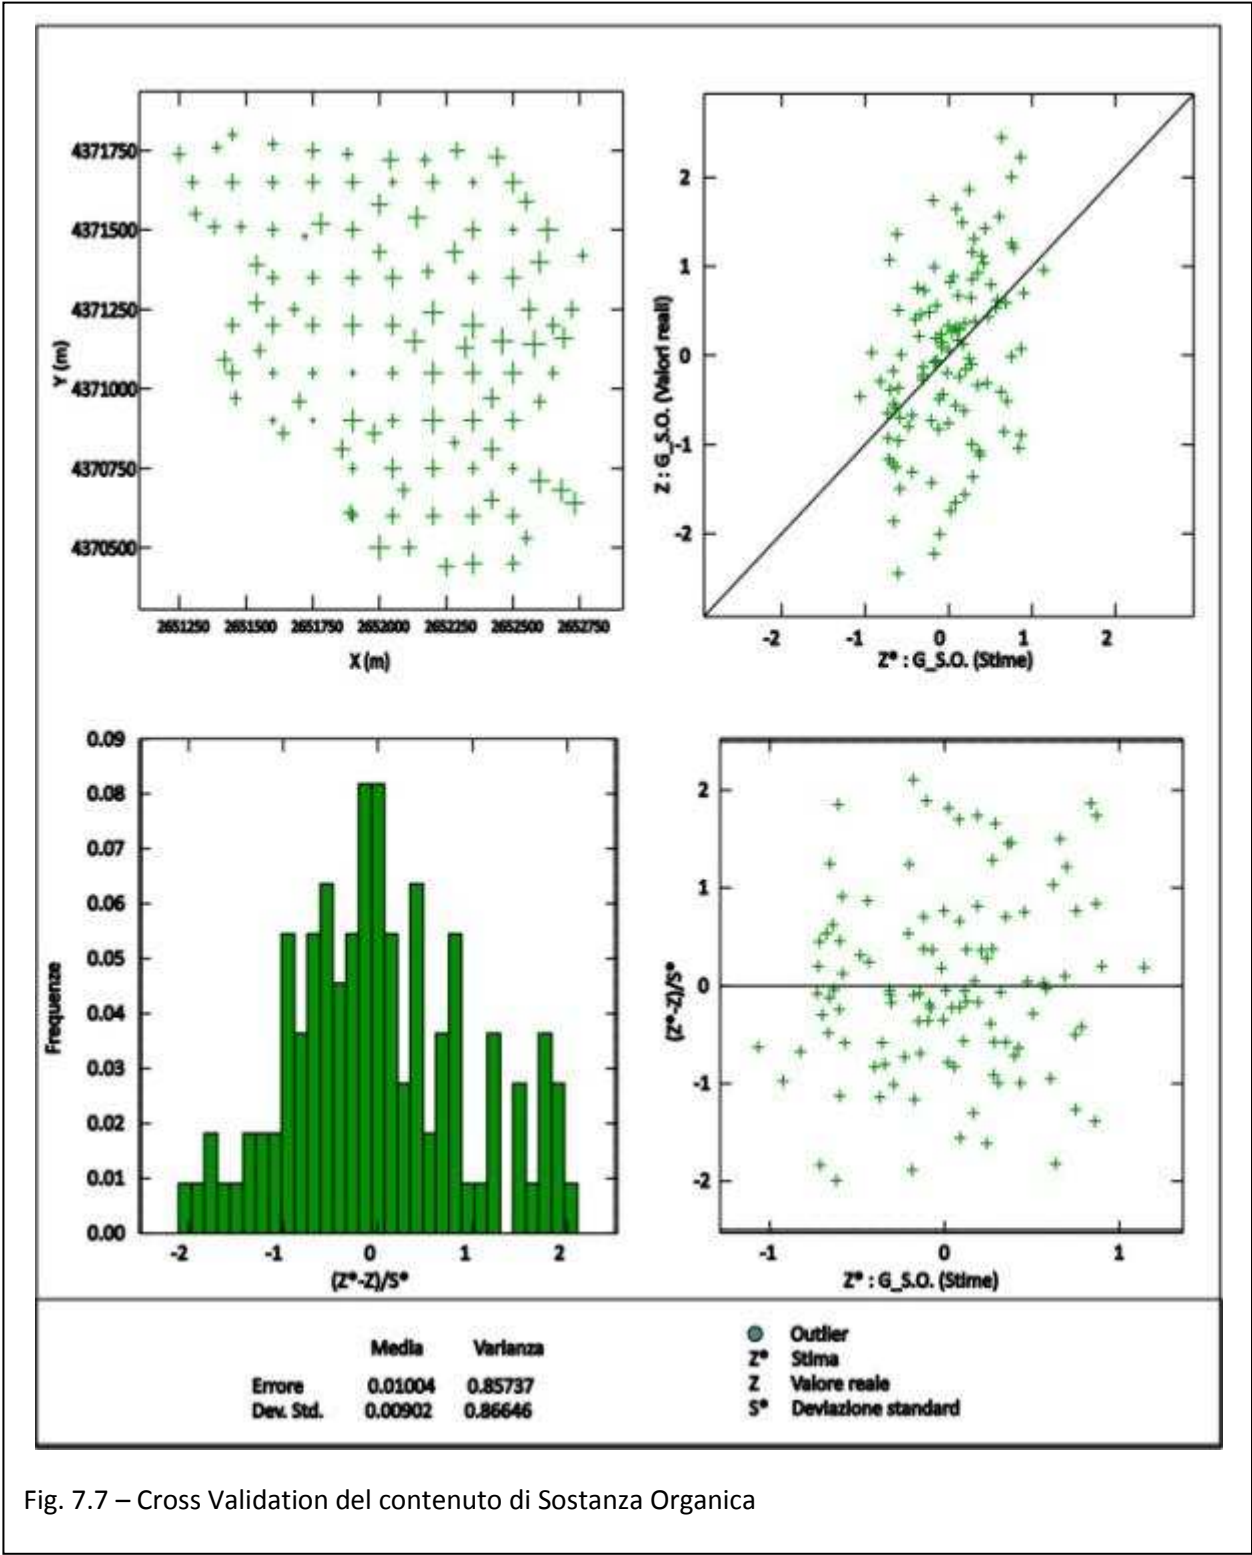 4371750
4371500
4371250
4371000
4370750
4370500
Y (m)
2651250 2651500 2651750 2652000 2652250 2652500 2652750
X (m)
2
1
0
-1
-2
Z : G_S.O. (Valori reali)
-2 -1 0 1 2
Z* : G_S.O. (Stime)
0.09
0.08
0.07
0.06
0.05
0.04
0.03
0.02
0.01
0.00
Frequenze
-2 -1 0 1 2
(Z*-Z)/S*
2
1
0
-1
-2
(Z*-Z)/S*
-1 0 1
Z* : G_S.O. (Stime)
Media Varianza
Errore 0.01004 0.85737
Dev. Std. 0.00902 0.86646
Outlier
Z* Stima
Z Valore reale
S* Deviazione standard
Fig. 7.7 – Cross Validation del contenuto di Sostanza Organica